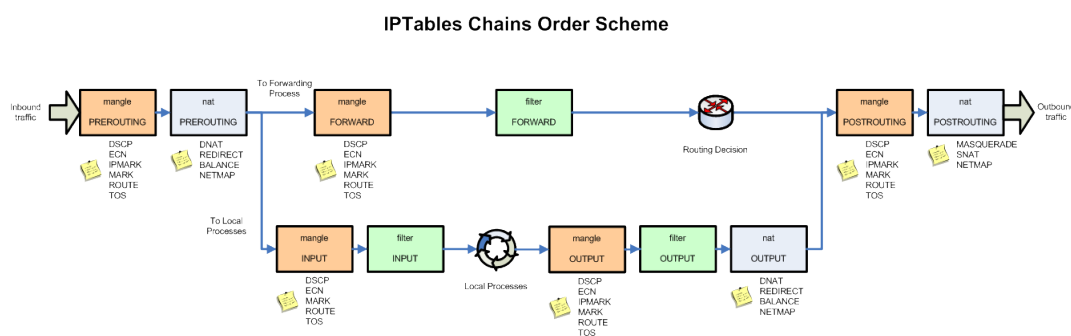 IPTables Chains Order Scheme
Inbound
traffic
mangle
PREROUTING
DSCP
ECN
IPMARK
MARK
ROUTE
TOS
nat
PREROUTING
DNAT
REDIRECT
BALANCE
NETMAP
To Forwarding
Process
mangle
FORWARD
DSCP
ECN
IPMARK
MARK
ROUTE
TOS
filter
FORWARD
Routing Decision
mangle
POSTROUTING
DSCP
ECN
IPMARK
MARK
ROUTE
TOS
nat
POSTROUTING
MASQUERADE
SNAT
NETMAP
Outbound
traffic
To Local
Processes
mangle
INPUT
DSCP
ECN
MARK
ROUTE
TOS
filter
INPUT
Local Processes
mangle
OUTPUT
DSCP
ECN
IPMARK
MARK
ROUTE
TOS
filter
OUTPUT
nat
OUTPUT
DNAT
REDIRECT
BALANCE
NETMAP